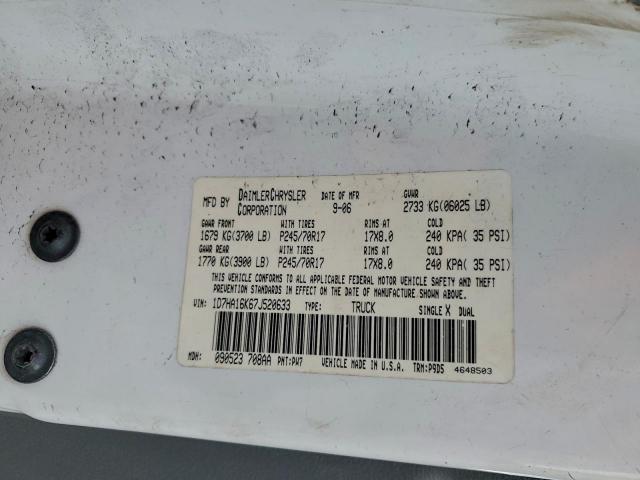 MFD BY DAIMLERCHRYSLER CORPORATION DATE OF MFR 9-06 GVWR 2733 KG(06025 LB)
GAWR FRONT WITH TIRES RIMS AT COLD
1679 KG(3700 LB) P245/70R17 17X8.0 240 KPA( 35 PSI)
GAWR REAR WITH TIRES RIMS AT COLD
1770 KG(3900 LB) P245/70R17 17X8.0 240 KPA( 35 PSI)
THIS VEHICLE CONFORMS TO ALL APPLICABLE FEDERAL MOTOR VEHICLE SAFETY AND THEFT
PREVENTION STANDARDS IN EFFECT ON THE DATE OF MANUFACTURE SHOWN ABOVE.
VIN: 1D7HA16K67J520633 TYPE: TRUCK SINGLE X DUAL
MDH: 090523 708AA PNT:PW7 VEHICLE MADE IN U.S.A. TRM:P9D5 4648503